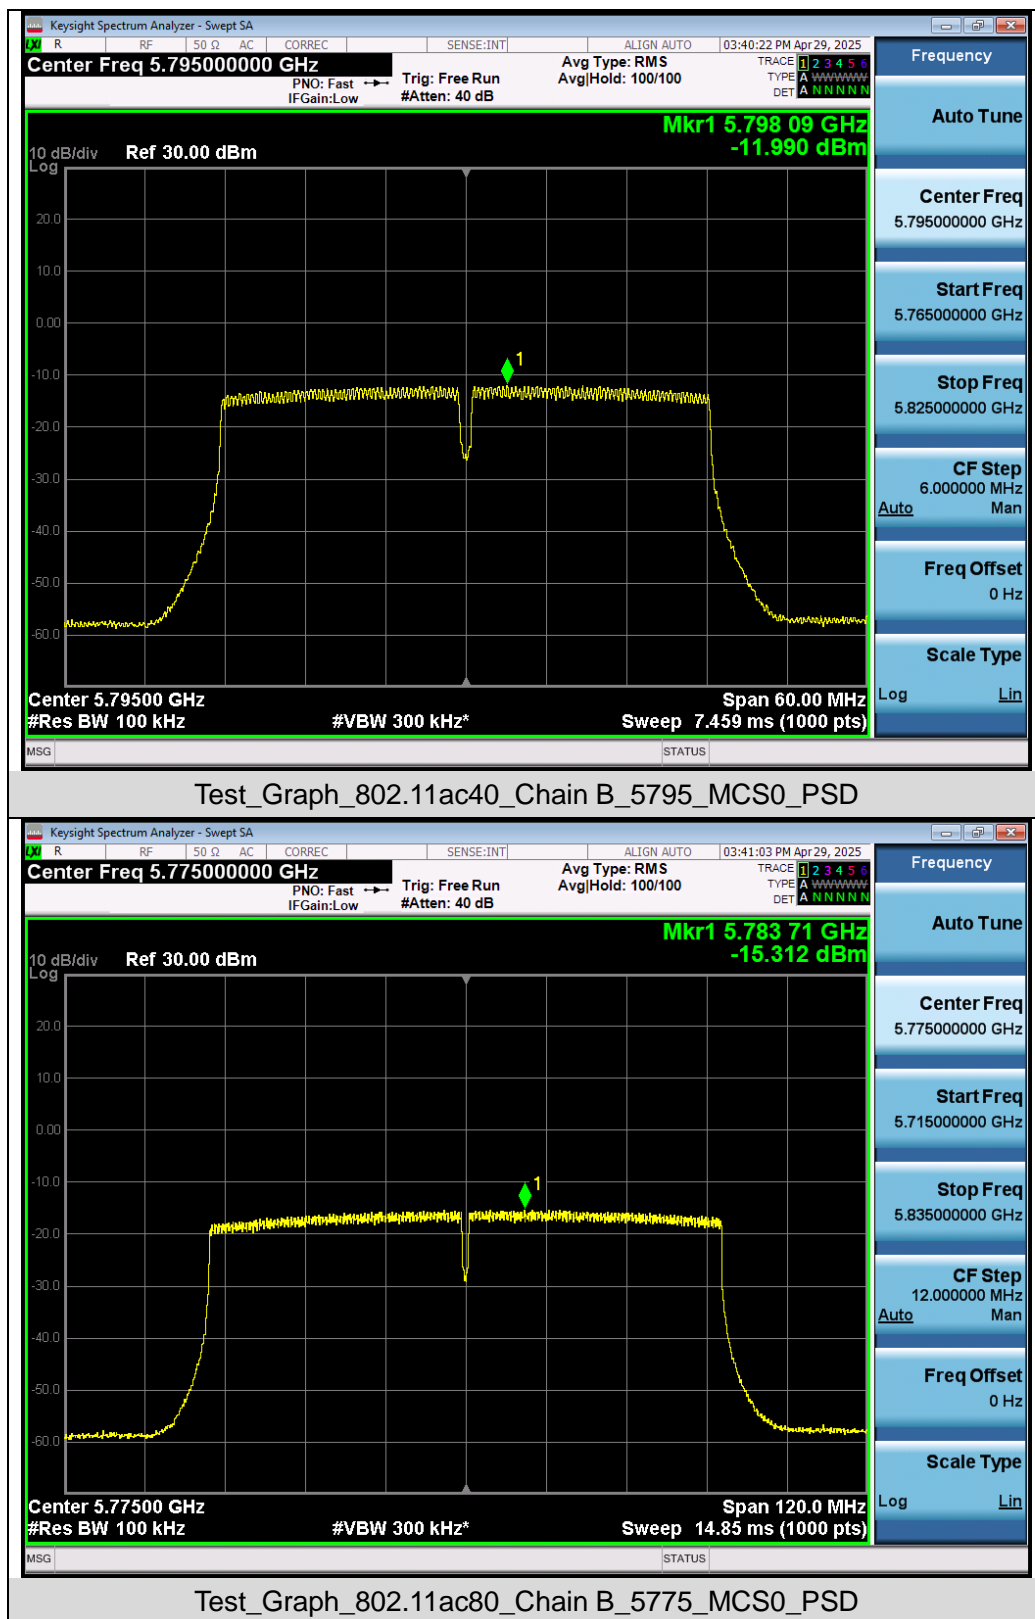 Keysight Spectrum Analyzer - Swept SA
LXI R RF 50 Ω AC CORREC SENSE:INT ALIGN AUTO 03:40:22 PM Apr 29, 2025
Center Freq 5.795000000 GHz
PNO: Fast
IFGain:Low
Trig: Free Run
#Atten: 40 dB
Avg Type: RMS
Avg|Hold: 100/100
TRACE 1 2 3 4 5 6
TYPE A WWWWW
DET A N N N N N
Mkr1 5.798 09 GHz
-11.990 dBm
10 dB/div Ref 30.00 dBm
Log
20.0
10.0
0.00
-10.0
-20.0
-30.0
-40.0
-50.0
-60.0
1
Center 5.79500 GHz Span 60.00 MHz
#Res BW 100 kHz #VBW 300 kHz* Sweep 7.459 ms (1000 pts)
MSG STATUS
Frequency
Auto Tune
Center Freq
5.795000000 GHz
Start Freq
5.765000000 GHz
Stop Freq
5.825000000 GHz
CF Step
6.000000 MHz
Auto Man
Freq Offset
0 Hz
Scale Type
Log Lin
Test_Graph_802.11ac40_Chain B_5795_MCS0_PSD
Keysight Spectrum Analyzer - Swept SA
LXI R RF 50 Ω AC CORREC SENSE:INT ALIGN AUTO 03:41:03 PM Apr 29, 2025
Center Freq 5.775000000 GHz
PNO: Fast
IFGain:Low
Trig: Free Run
#Atten: 40 dB
Avg Type: RMS
Avg|Hold: 100/100
TRACE 1 2 3 4 5 6
TYPE A WWWWW
DET A N N N N N
Mkr1 5.783 71 GHz
-15.312 dBm
10 dB/div Ref 30.00 dBm
Log
20.0
10.0
0.00
-10.0
-20.0
-30.0
-40.0
-50.0
-60.0
1
Center 5.77500 GHz Span 120.0 MHz
#Res BW 100 kHz #VBW 300 kHz* Sweep 14.85 ms (1000 pts)
MSG STATUS
Frequency
Auto Tune
Center Freq
5.775000000 GHz
Start Freq
5.715000000 GHz
Stop Freq
5.835000000 GHz
CF Step
12.000000 MHz
Auto Man
Freq Offset
0 Hz
Scale Type
Log Lin
Test_Graph_802.11ac80_Chain B_5775_MCS0_PSD